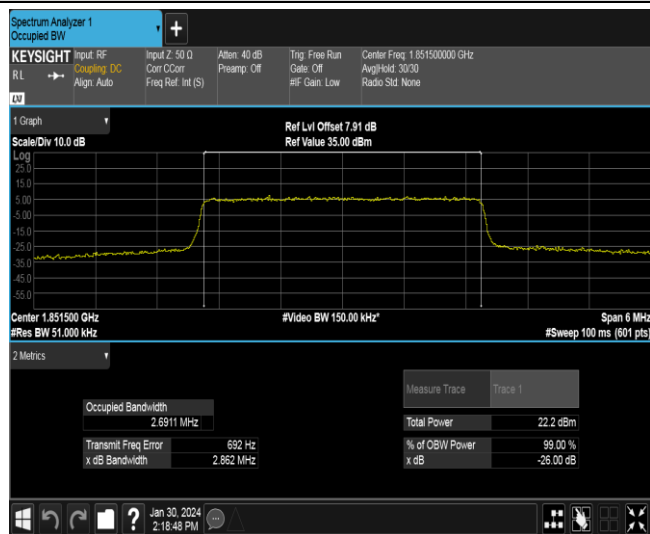 Spectrum Analyzer 1
Occupied BW
+
KEYSIGHT Input: RF Input Z: 50 Ω Atten: 40 dB Trig: Free Run Center Freq: 1.851500000 GHz
RL Coupling: DC Corr CCorr Preamp: Off Gate: Off Avg|Hold: 30/30
Align: Auto Freq Ref: Int (S) #IF Gain: Low Radio Std: None
LXI
1 Graph
Ref Lvl Offset 7.91 dB
Scale/Div 10.0 dB Ref Value 35.00 dBm
Log
25.0
15.0
5.00
-5.00
-15.0
-25.0
-35.0
-45.0
-55.0
Center 1.851500 GHz #Video BW 150.00 kHz* Span 6 MHz
#Res BW 51.000 kHz #Sweep 100 ms (601 pts)
2 Metrics
Measure Trace Trace 1
Occupied Bandwidth
2.6911 MHz
Total Power 22.2 dBm
Transmit Freq Error 692 Hz % of OBW Power 99.00 %
x dB Bandwidth 2.862 MHz x dB -26.00 dB
? Jan 30, 2024
2:18:48 PM